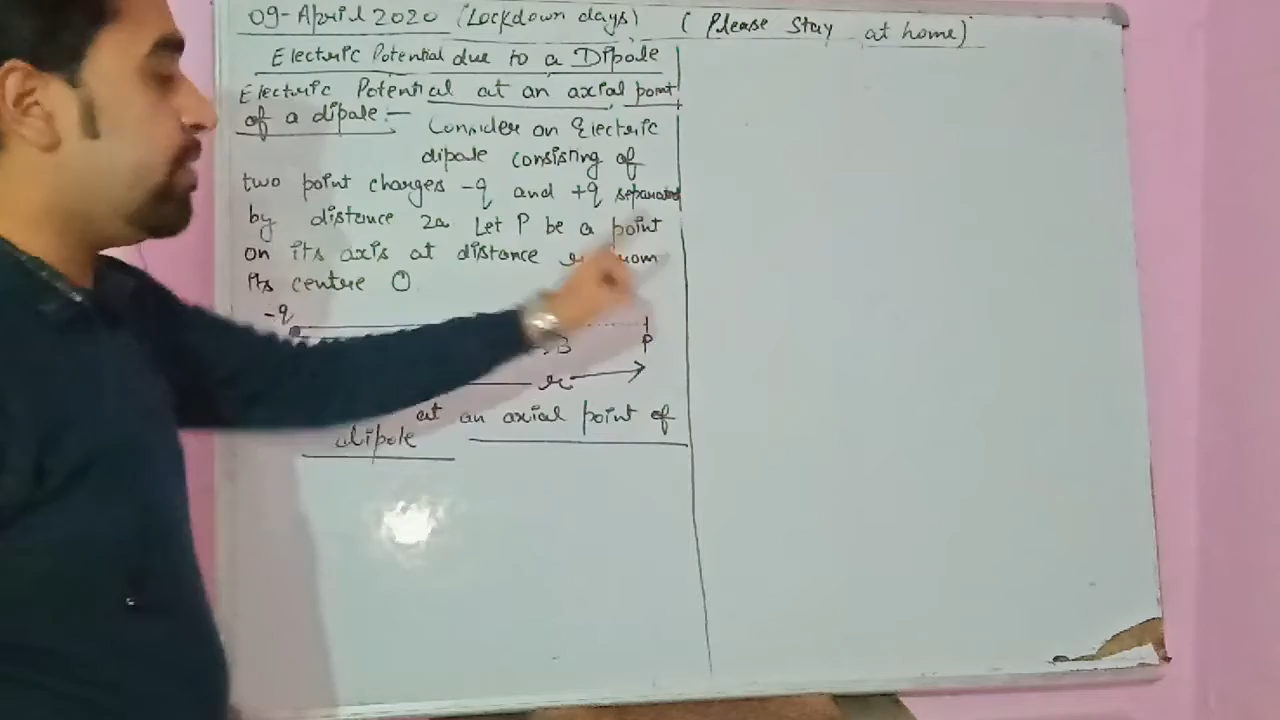 09-April 2020 (Lockdown days) (Please Stay at home)
Electric Potential due to a Dipole
Electric Potential at an axial point
of a dipole:- Consider an Electric
dipole consisting of
two point charges -q and +q separated
by distance 2a Let P be a point
on its axis at distance r from
its centre O
-q
B P
r
at an axial point of
dipole